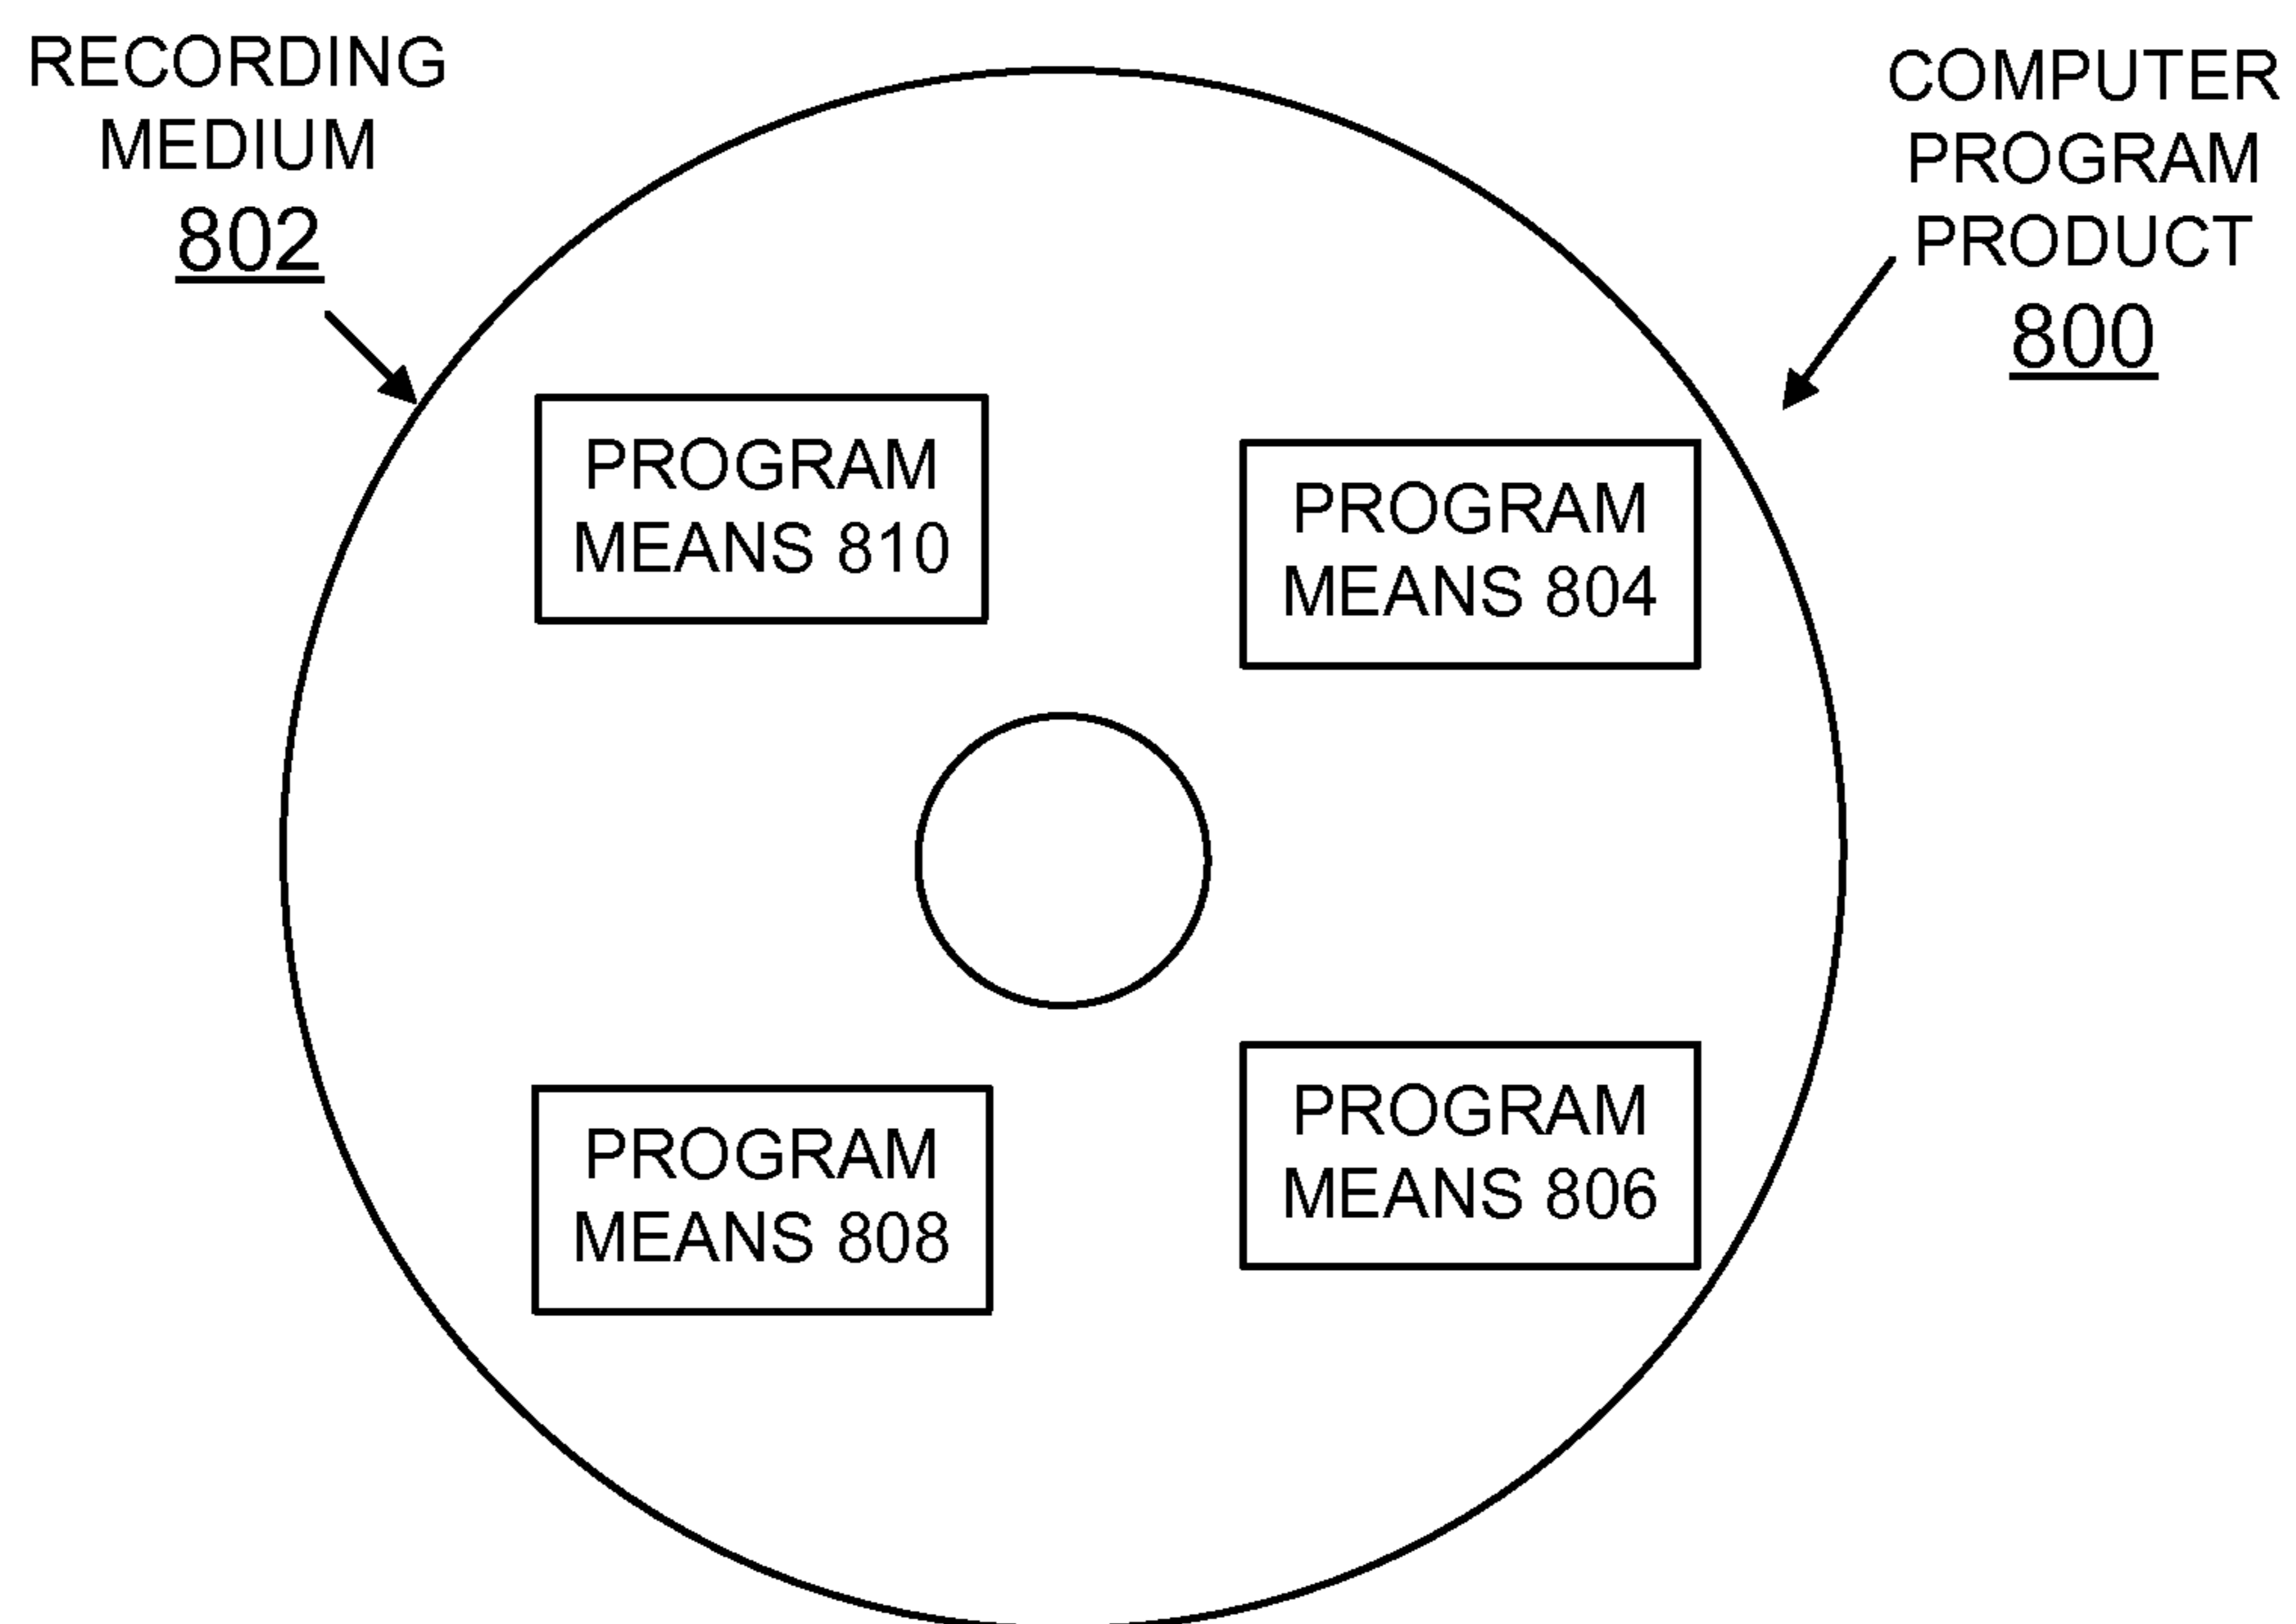 RECORDING
MEDIUM
802
COMPUTER
PROGRAM
PRODUCT
800
PROGRAM
MEANS 810
PROGRAM
MEANS 804
PROGRAM
MEANS 808
PROGRAM
MEANS 806